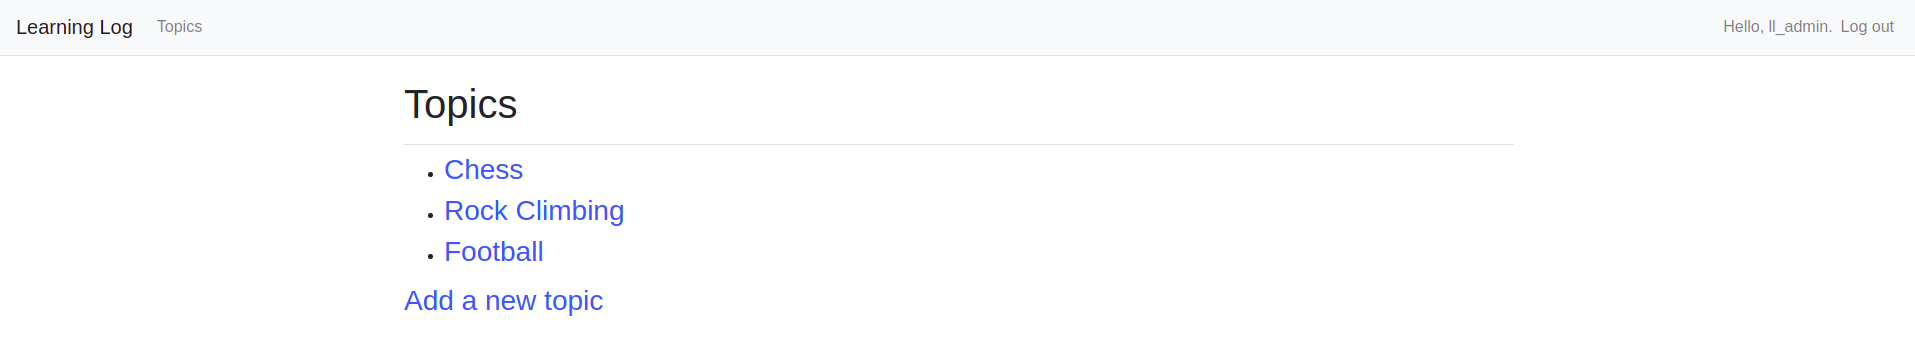 Learning Log Topics Hello, ll_admin. Log out
Topics
Chess
Rock Climbing
Football
Add a new topic